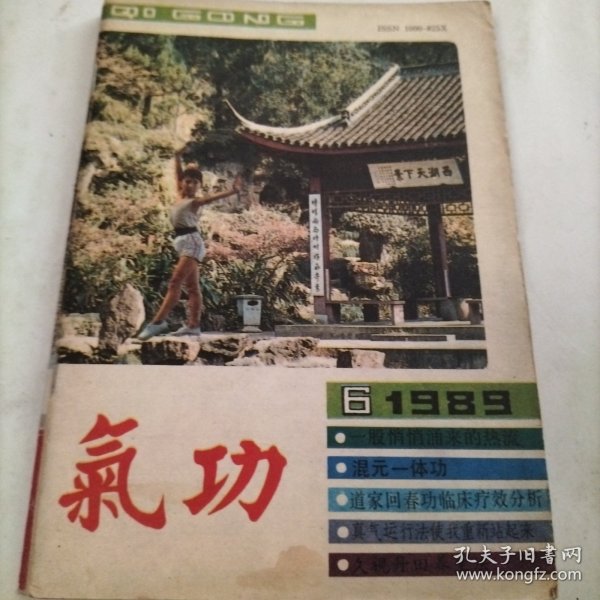 QI GONG
ISSN 1000-825X
西湖天下景
氣功
6 1989
一股悄悄涌来的热流
混元一体功
道家回春功临床疗效分析
真气运行法使我重新站起来
孔夫子旧书网
www.kongfz.com